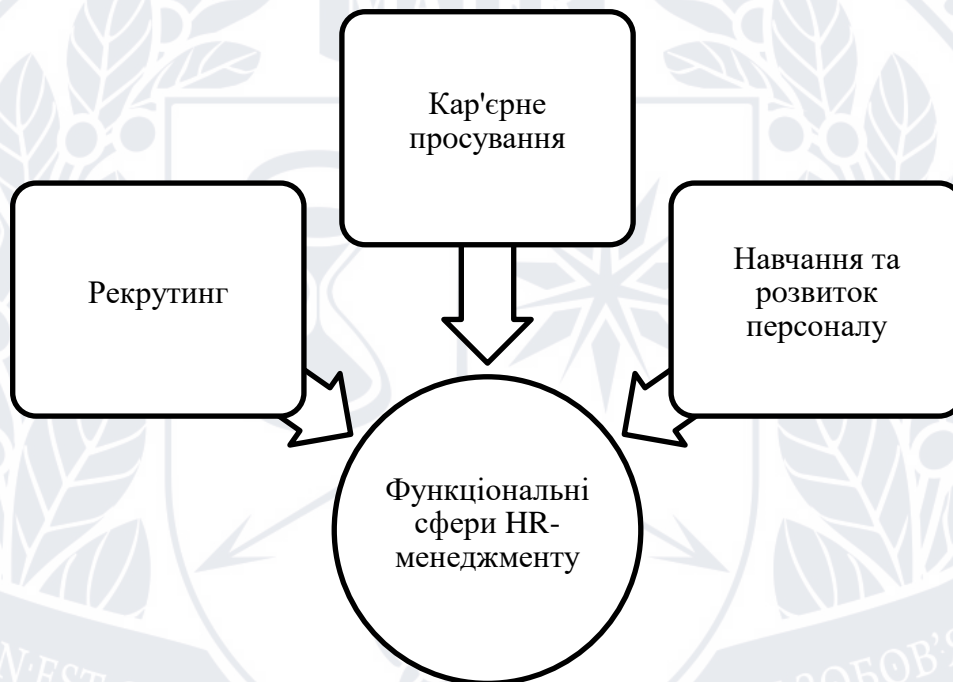 Кар'єрне
просування
Рекрутинг
Навчання та
розвиток
персоналу
Функціональні
сфери HR-
менеджменту